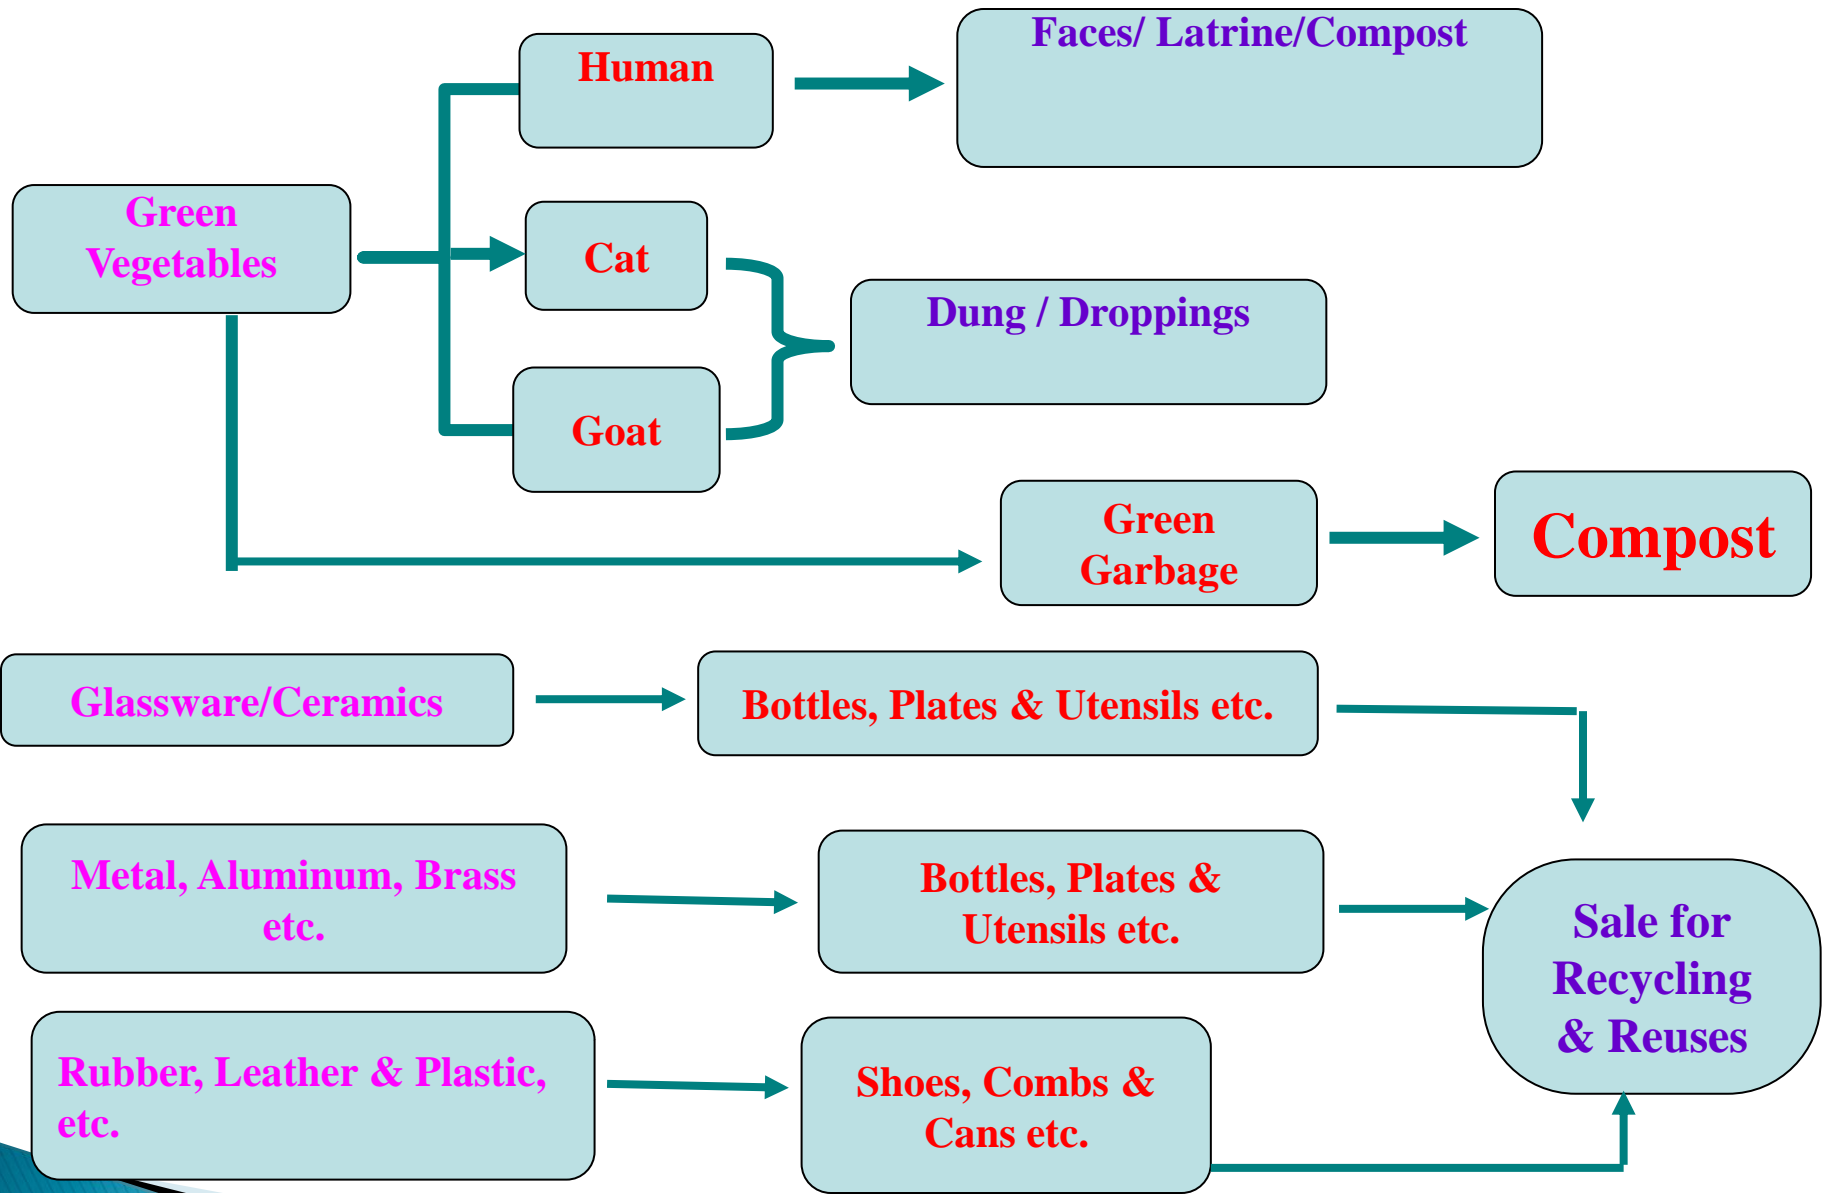 Human
Faces/ Latrine/Compost
Green
Vegetables
Cat
Dung / Droppings
Goat
Green
Garbage
Compost
Glassware/Ceramics
Bottles, Plates & Utensils etc.
Metal, Aluminum, Brass
etc.
Bottles, Plates &
Utensils etc.
Sale for
Recycling
& Reuses
Rubber, Leather & Plastic,
etc.
Shoes, Combs &
Cans etc.